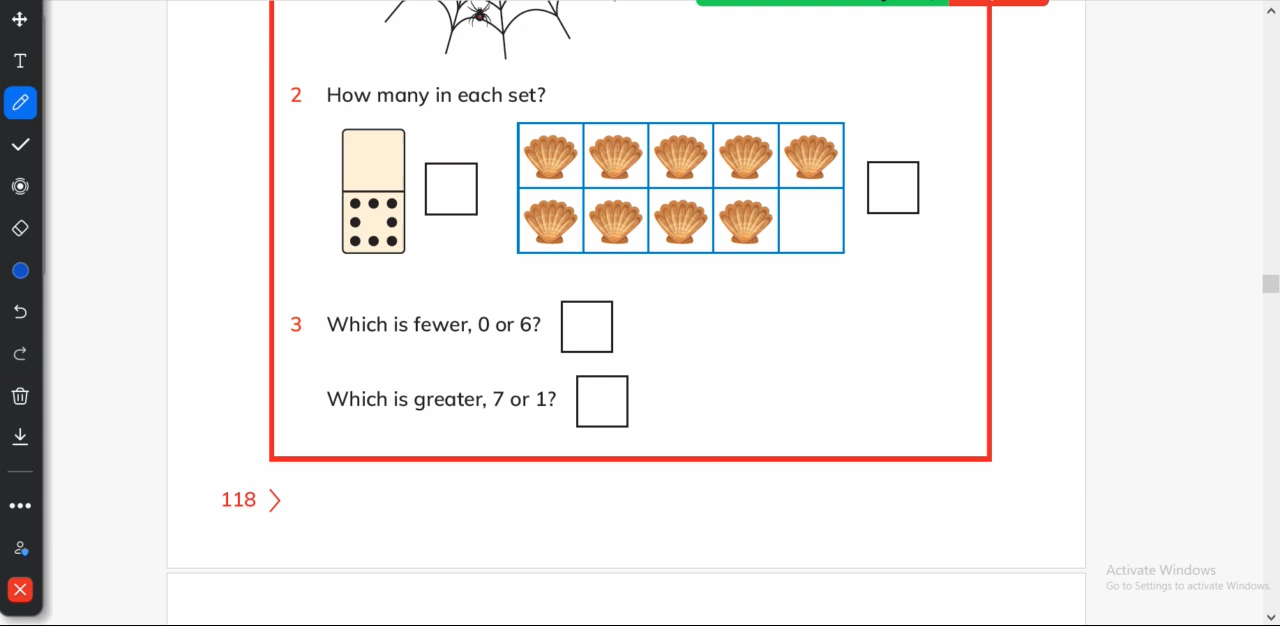 2 How many in each set?
3 Which is fewer, 0 or 6?
Which is greater, 7 or 1?
118
Activate Windows
Go to Settings to activate Windows.
T